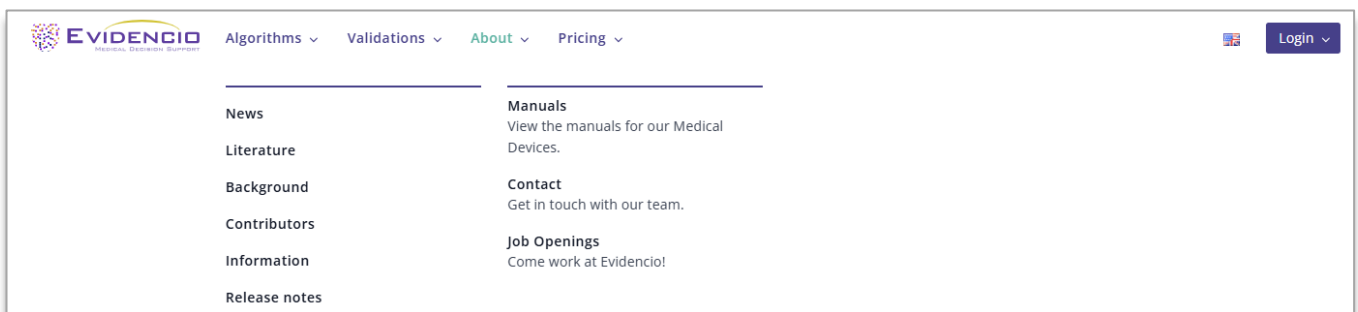 EVIDENCIO
MEDICAL DECISION SUPPORT
Algorithms
Validations
About
Pricing
Login
News
Literature
Background
Contributors
Information
Release notes
Manuals
View the manuals for our Medical
Devices.
Contact
Get in touch with our team.
Job Openings
Come work at Evidencio!